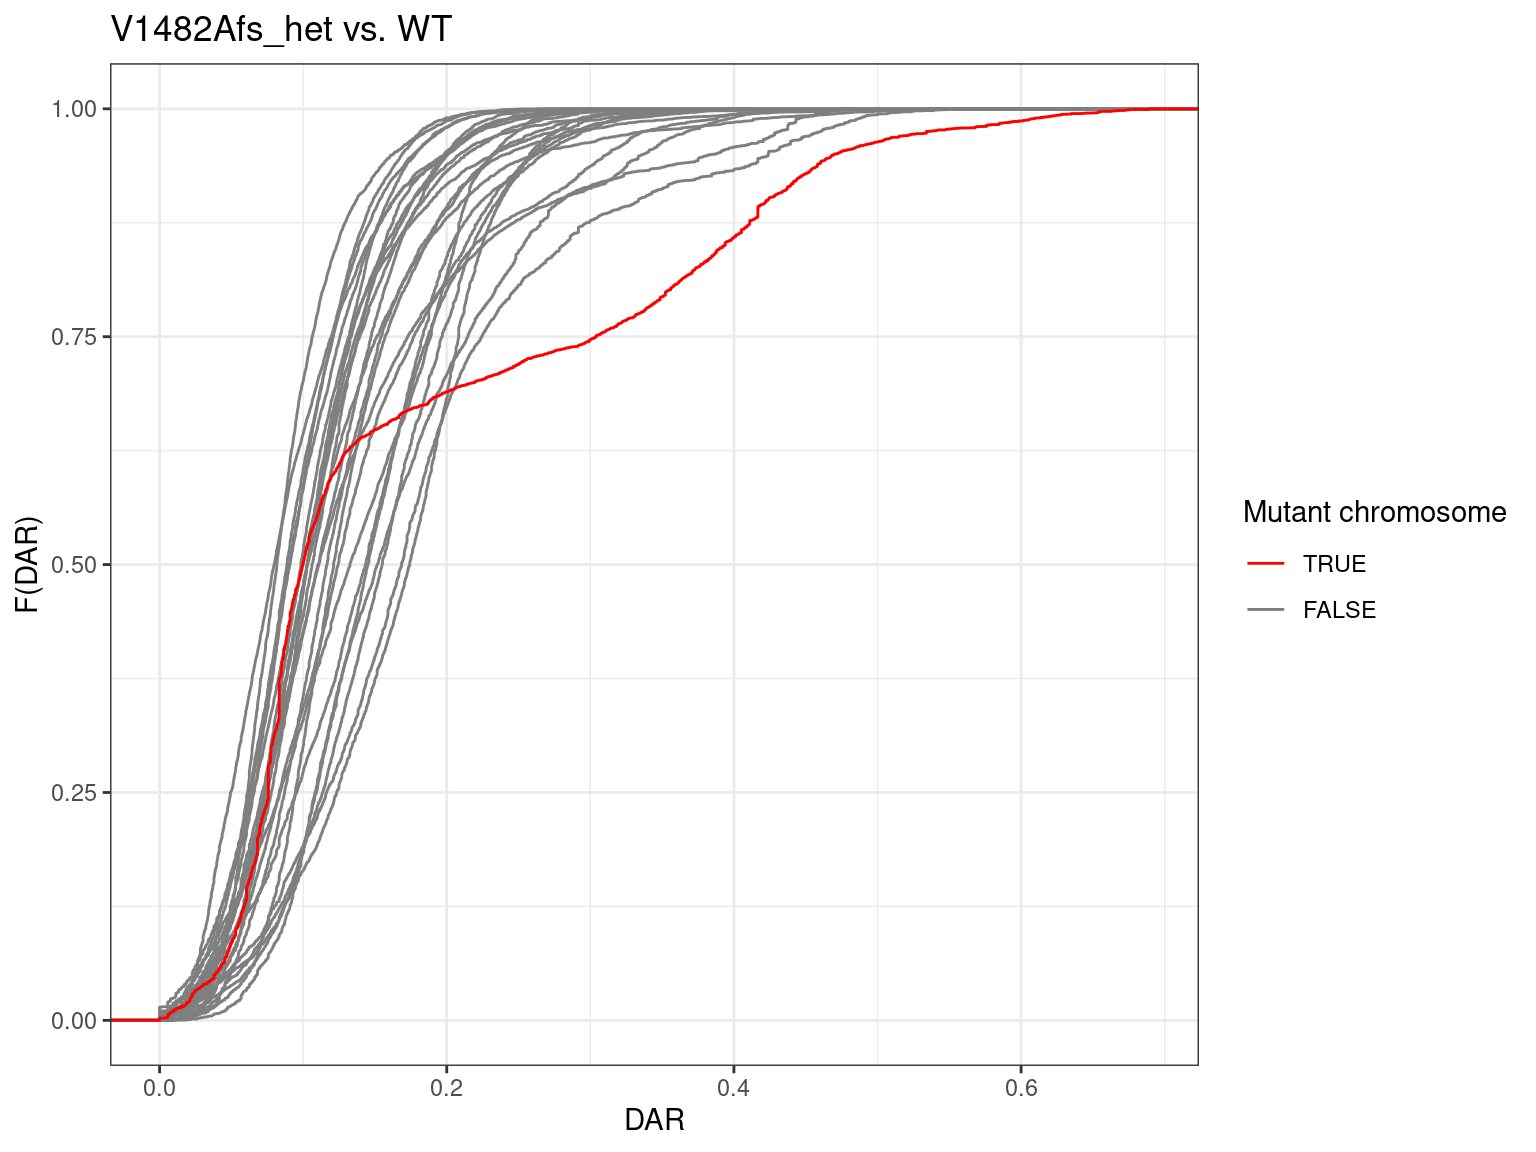 V1482Afs_het vs. WT
1.00
0.75
0.50
0.25
0.00
F(DAR)
0.0 0.2 0.4 0.6
DAR
Mutant chromosome
TRUE
FALSE